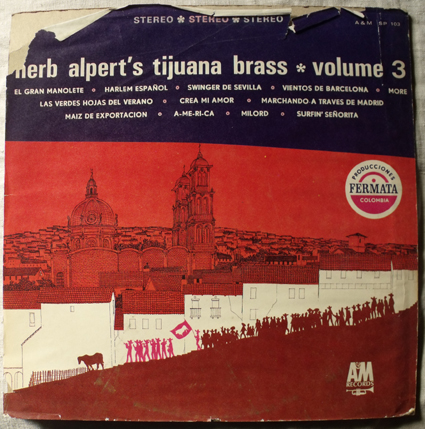 STEREO * STEREO * STEREO
A & M SP 103
herb alpert's tijuana brass * volume 3
EL GRAN MANOLETE • HARLEM ESPAÑOL • SWINGER DE SEVILLA • VIENTOS DE BARCELONA • MORE
LAS VERDES HOJAS DEL VERANO • CREA MI AMOR • MARCHANDO A TRAVES DE MADRID
MAIZ DE EXPORTACION • A-ME-RI-CA • MILORD • SURFIN' SEÑORITA
PRODUCCIONES
FERMATA
COLOMBIA
A&M
RECORDS